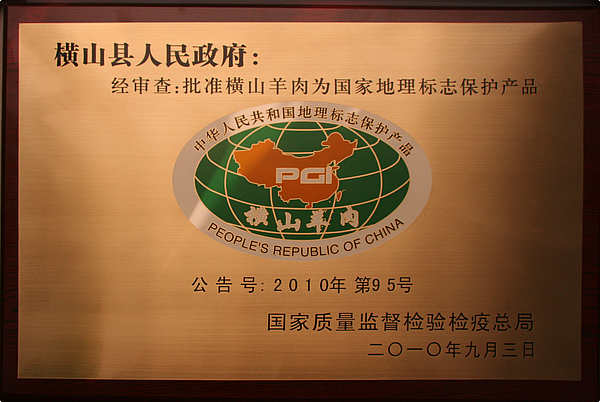 横山县人民政府：
经审查：批准横山羊肉为国家地理标志保护产品
中华人民共和国地理标志保护产品
PGI
横山羊肉
PEOPLE'S REPUBLIC OF CHINA
公告号：2010年 第95号
国家质量监督检验检疫总局
二〇一〇年九月三日